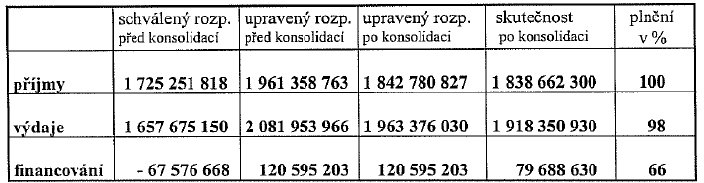 schválený rozp. upravený rozp. upravený rozp. skutečnost plnční
před konsolidací před konsolidací po konsolidaci po konsolidaci v %
příjmy 1 725 251 818 1 961 358 763 1 842 780 827 1 838 662 300 100
výdaje 1 657 675 150 2 081 953 966 1 963 376 030 1 918 350 930 98
financování - 67 576 668 120 595 203 120 595 203 79 688 630 66